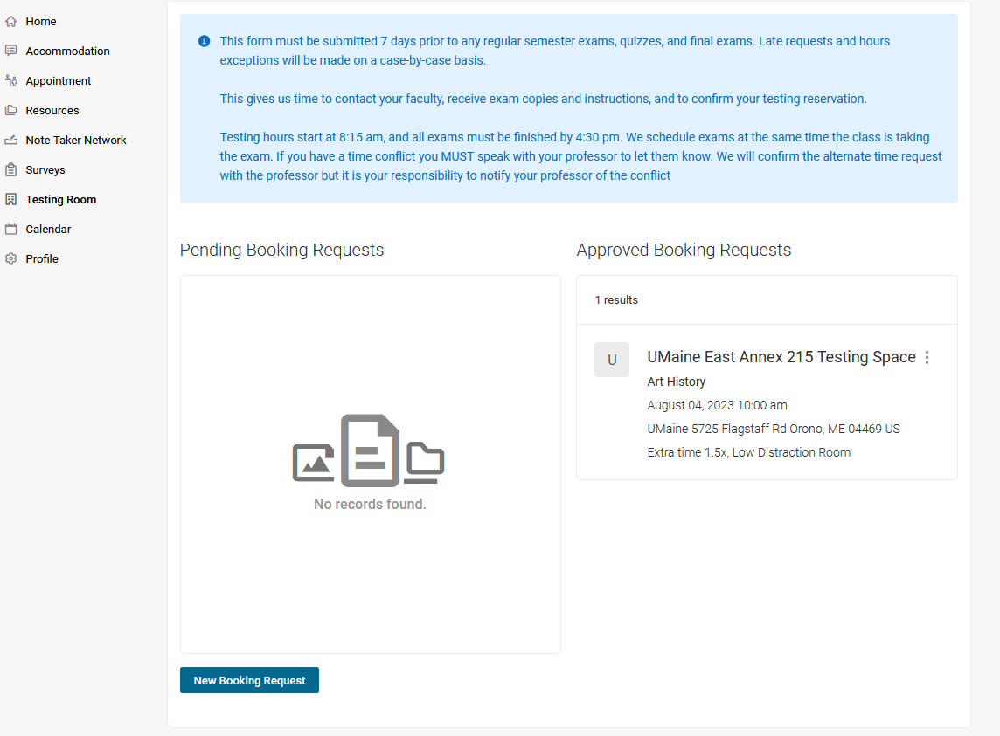 Home
Accommodation
Appointment
Resources
Note-Taker Network
Surveys
Testing Room
Calendar
Profile
This form must be submitted 7 days prior to any regular semester exams, quizzes, and final exams. Late requests and hours
exceptions will be made on a case-by-case basis.
This gives us time to contact your faculty, receive exam copies and instructions, and to confirm your testing reservation.
Testing hours start at 8:15 am, and all exams must be finished by 4:30 pm. We schedule exams at the same time the class is taking
the exam. If you have a time conflict you MUST speak with your professor to let them know. We will confirm the alternate time request
with the professor but it is your responsibility to notify your professor of the conflict
Pending Booking Requests
No records found.
New Booking Request
Approved Booking Requests
1 results
U
UMaine East Annex 215 Testing Space
Art History
August 04, 2023 10:00 am
UMaine 5725 Flagstaff Rd Orono, ME 04469 US
Extra time 1.5x, Low Distraction Room